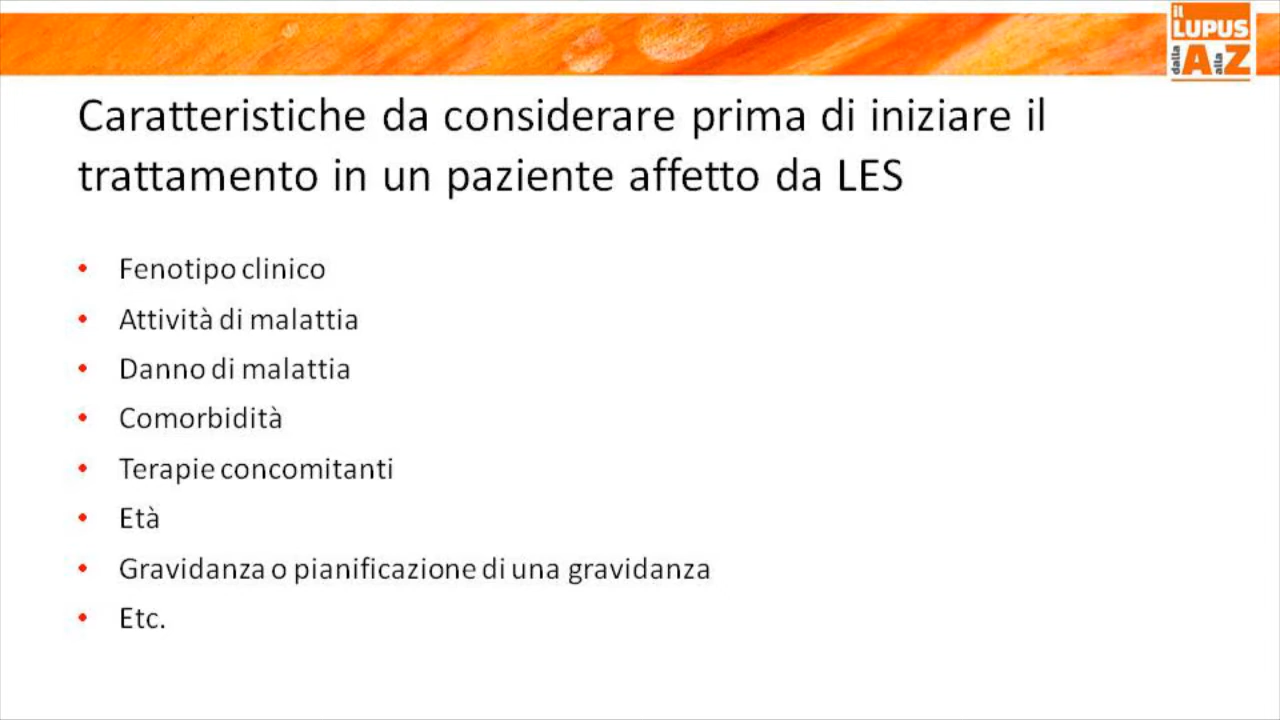 il
LUPUS
dalla
A
alla
Z
Caratteristiche da considerare prima di iniziare il
trattamento in un paziente affetto da LES
• Fenotipo clinico
• Attività di malattia
• Danno di malattia
• Comorbidità
• Terapie concomitanti
• Età
• Gravidanza o pianificazione di una gravidanza
• Etc.